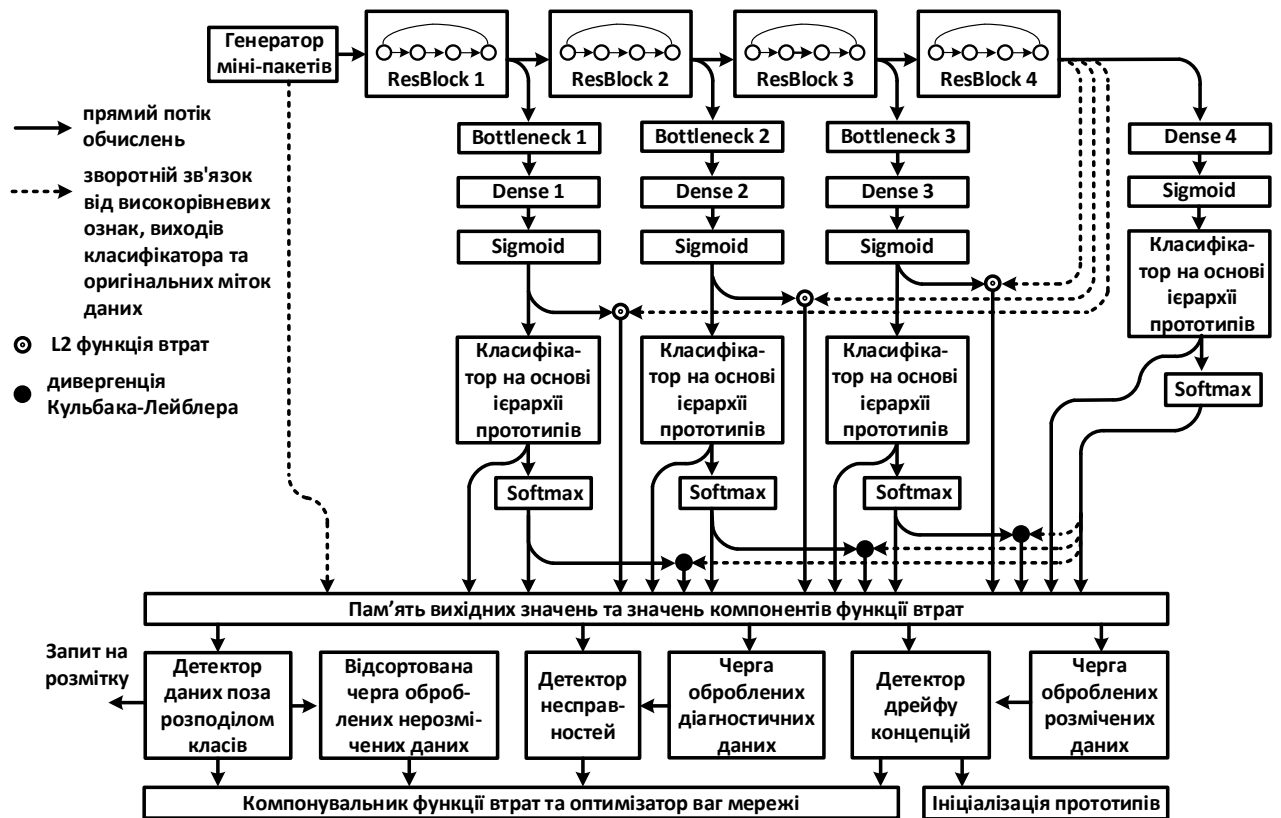 Генератор
міні-пакетів
ResBlock 1
ResBlock 2
ResBlock 3
ResBlock 4
прямий потік
обчислень
зворотній зв'язок
від високорівневих
ознак, виходів
класифікатора та
оригінальних міток
даних
L2 функція втрат
дивергенція
Кульбака-Лейблера
Bottleneck 1
Bottleneck 2
Bottleneck 3
Dense 4
Dense 1
Dense 2
Dense 3
Sigmoid
Sigmoid
Sigmoid
Sigmoid
Класифіка-
тор на основі
ієрархії
прототипів
Класифіка-
тор на основі
ієрархії
прототипів
Класифіка-
тор на основі
ієрархії
прототипів
Класифіка-
тор на основі
ієрархії
прототипів
Softmax
Softmax
Softmax
Softmax
Пам’ять вихідних значень та значень компонентів функції втрат
Запит на
розмітку
Детектор
даних поза
розподілом
класів
Відсортована
черга оброб-
лених нерозмі-
чених даних
Детектор
несправ-
ностей
Черга
оброблених
діагностичних
даних
Детектор
дрейфу
концепцій
Черга
оброблених
розмічених
даних
Компонувальник функції втрат та оптимізатор ваг мережі
Ініціалізація прототипів